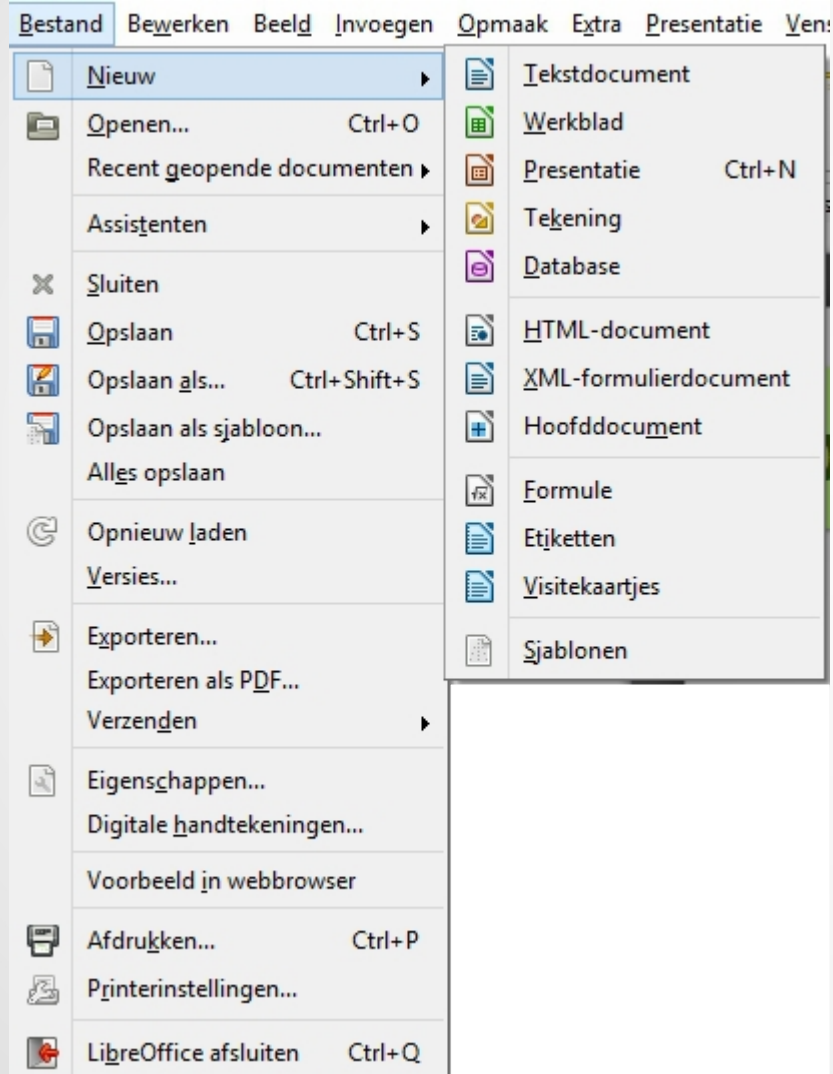 Bestand Bewerken Beeld Invoegen Opmaak Extra Presentatie
Nieuw
Openen... Ctrl+O
Recent geopende documenten
Assistenten
Sluiten
Opslaan Ctrl+S
Opslaan als... Ctrl+Shift+S
Opslaan als sjabloon...
Alles opslaan
Opnieuw laden
Versies...
Exporteren...
Exporteren als PDF...
Verzenden
Eigenschappen...
Digitale handtekeningen...
Voorbeeld in webbrowser
Afdrukken... Ctrl+P
Printerinstellingen...
LibreOffice afsluiten Ctrl+Q
Tekstdocument
Werkblad
Presentatie Ctrl+N
Tekening
Database
HTML-document
XML-formulierdocument
Hoofddocument
Formule
Etiketten
Visitekaartjes
Sjablonen